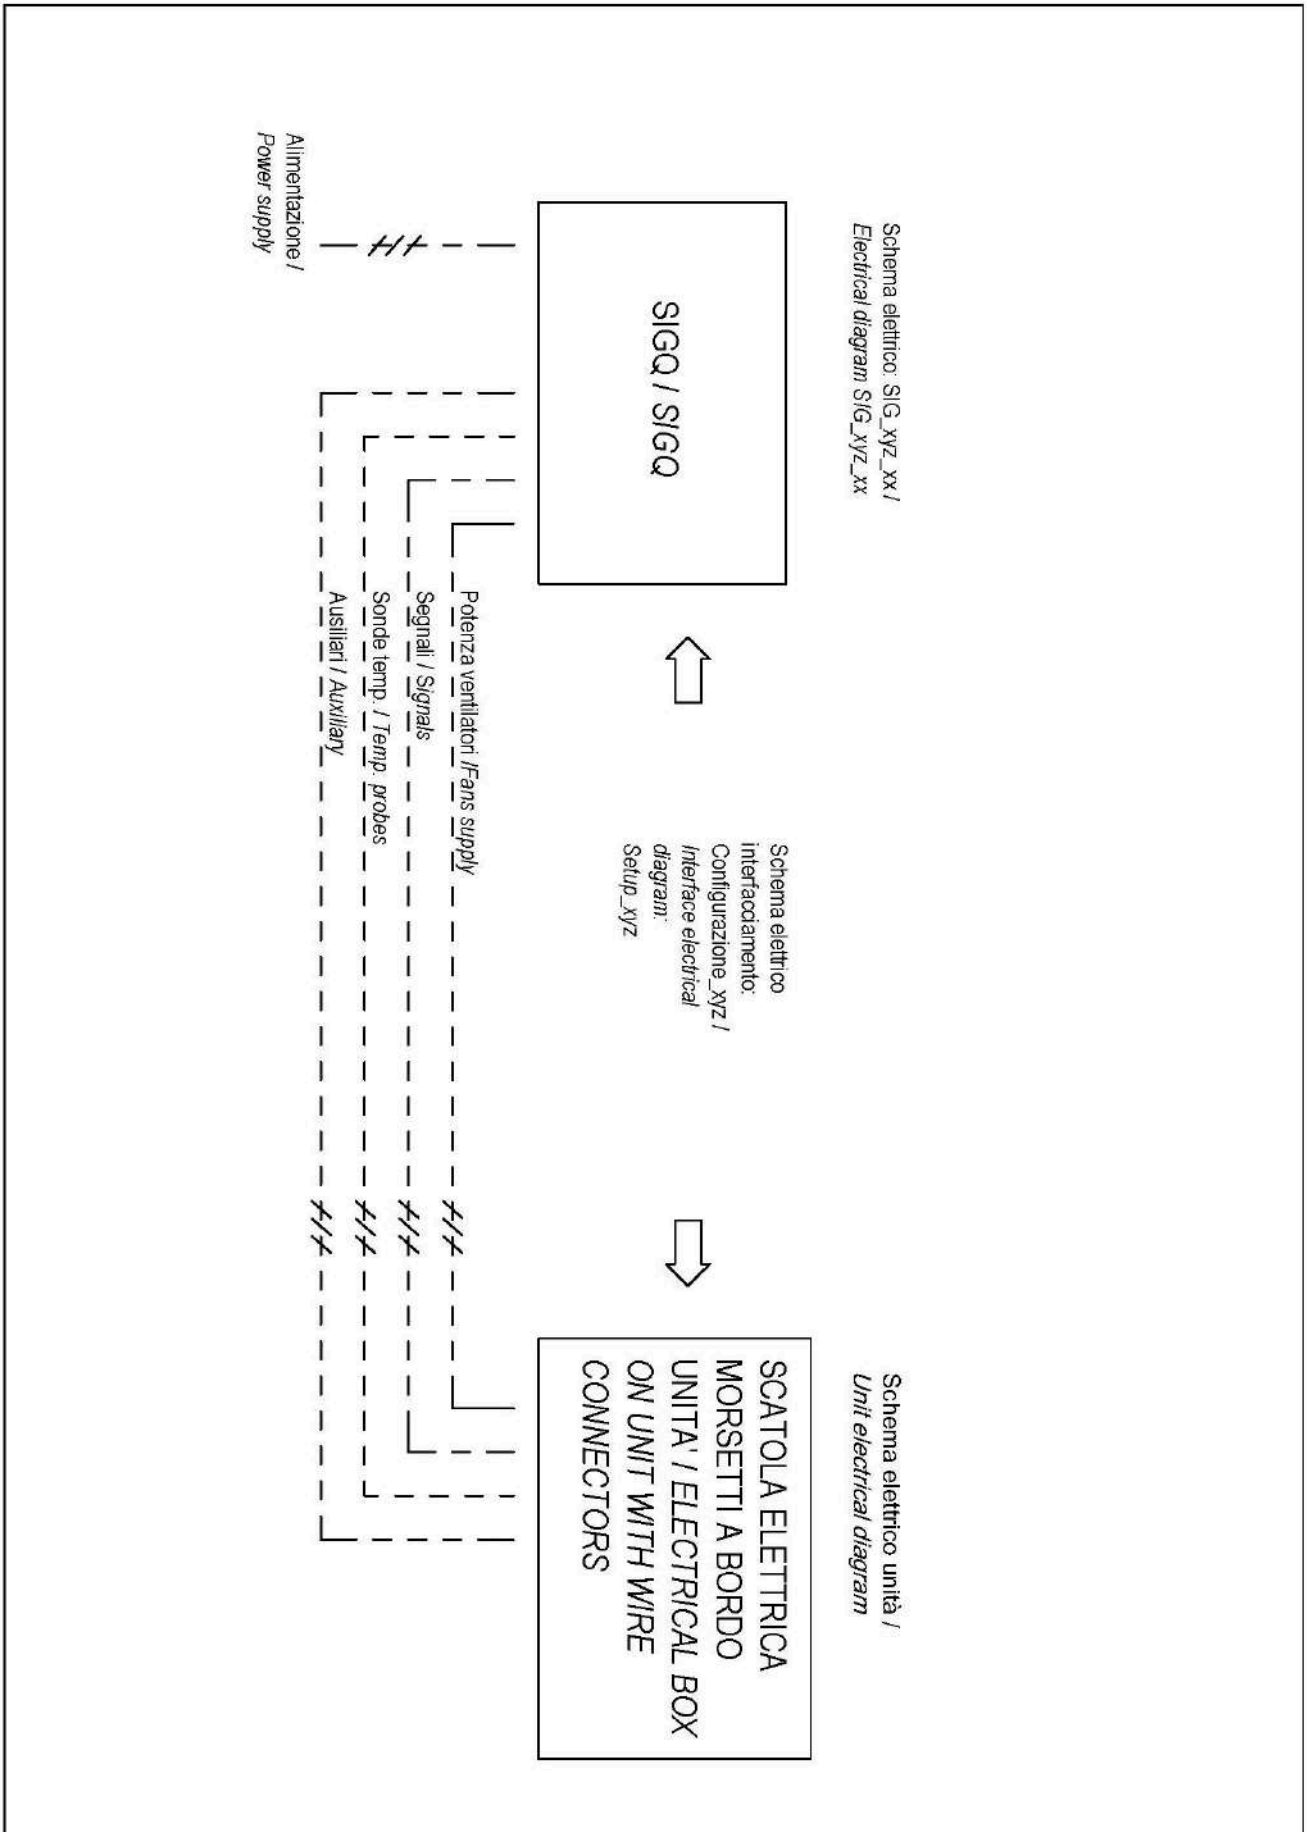 Schema elettrico: SIG_xyz_xx /
Electrical diagram SIG_xyz_xx
Schema elettrico unità /
Unit electrical diagram
SIGQ / SIGQ
Schema elettrico
interfacciamento:
Configurazione_xyz /
Interface electrical
diagram:
Setup_xyz
SCATOLA ELETTRICA
MORSETTI A BORDO
UNITA' / ELECTRICAL BOX
ON UNIT WITH WIRE
CONNECTORS
Alimentazione /
Power supply
Potenza ventilatori /Fans supply
Segnali / Signals
Sonde temp. / Temp. probes
Ausiliari / Auxiliary